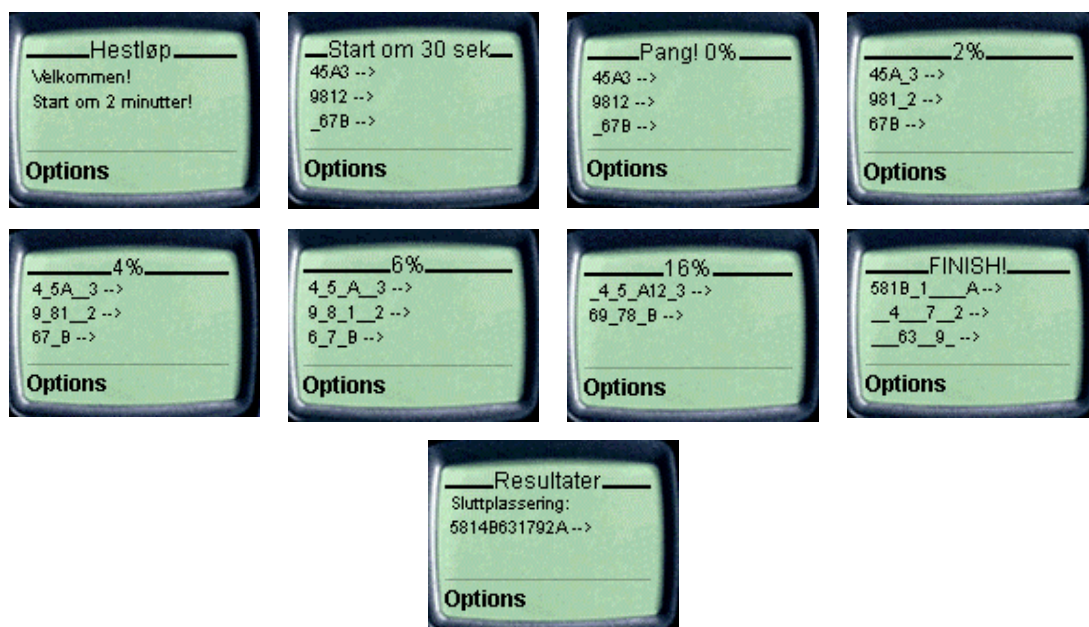 Hestløp
Velkommen!
Start om 2 minutter!
Options
Start om 30 sek
45A3 -->
9812 -->
_67B -->
Options
Pang! 0%
45A3 -->
9812 -->
_67B -->
Options
2%
45A_3 -->
981_2 -->
67B -->
Options
4%
4_5A__3 -->
9_81__2 -->
67_B -->
Options
6%
4_5_A__3 -->
9_8_1__2 -->
6_7_B -->
Options
16%
_4_5_A12_3 -->
69_78_B -->
Options
FINISH!
581B_1____A -->
__4___7__2 -->
___63__9_ -->
Options
Resultater
Sluttplassering:
5814B631792A -->
Options